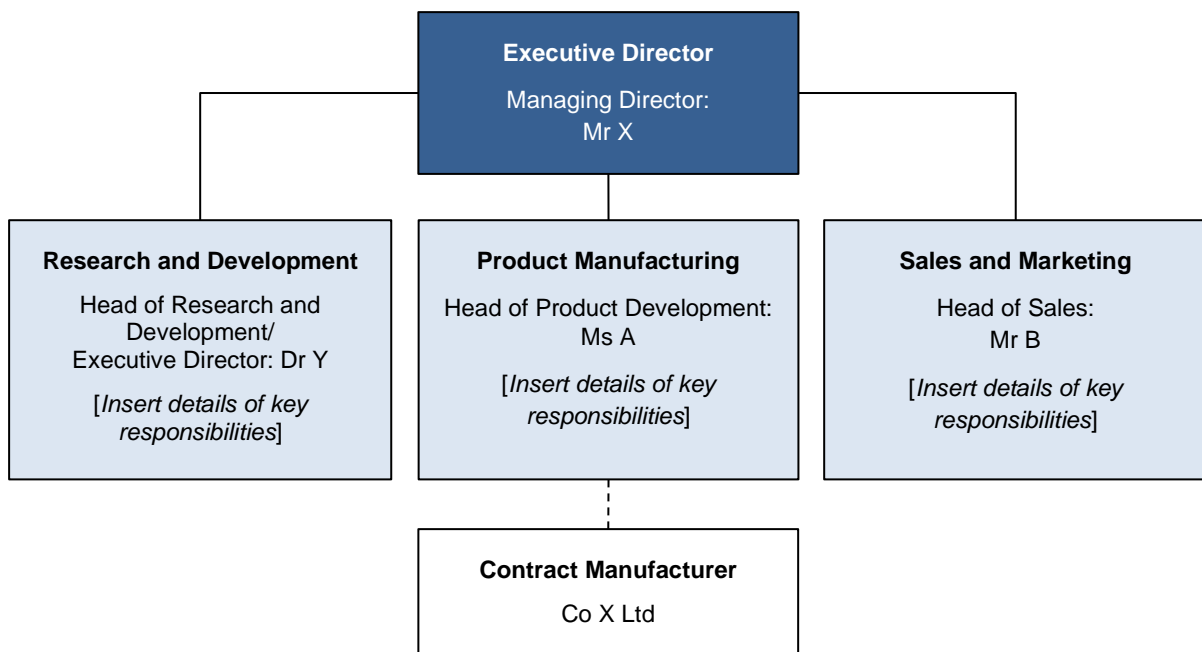 Executive Director
Managing Director:
Mr X
Research and Development
Head of Research and
Development/
Executive Director: Dr Y
[Insert details of key
responsibilities]
Product Manufacturing
Head of Product Development:
Ms A
[Insert details of key
responsibilities]
Sales and Marketing
Head of Sales:
Mr B
[Insert details of key
responsibilities]
Contract Manufacturer
Co X Ltd